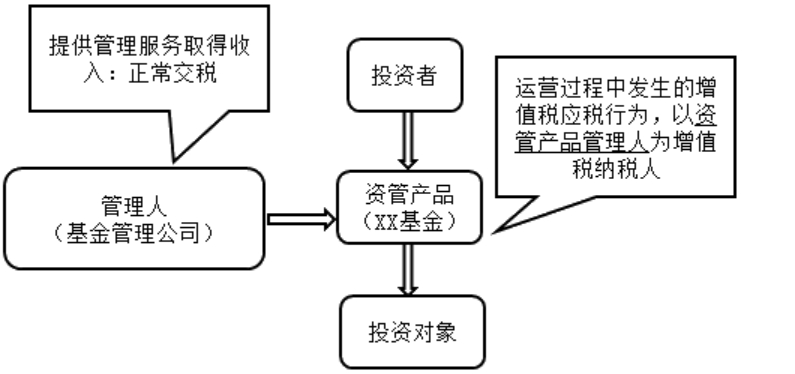 提供管理服务取得收
入：正常交税
投资者
运营过程中发生的增
值税应税行为，以资
管产品管理人为增值
税纳税人
管理人
（基金管理公司）
资管产品
（XX基金）
投资对象